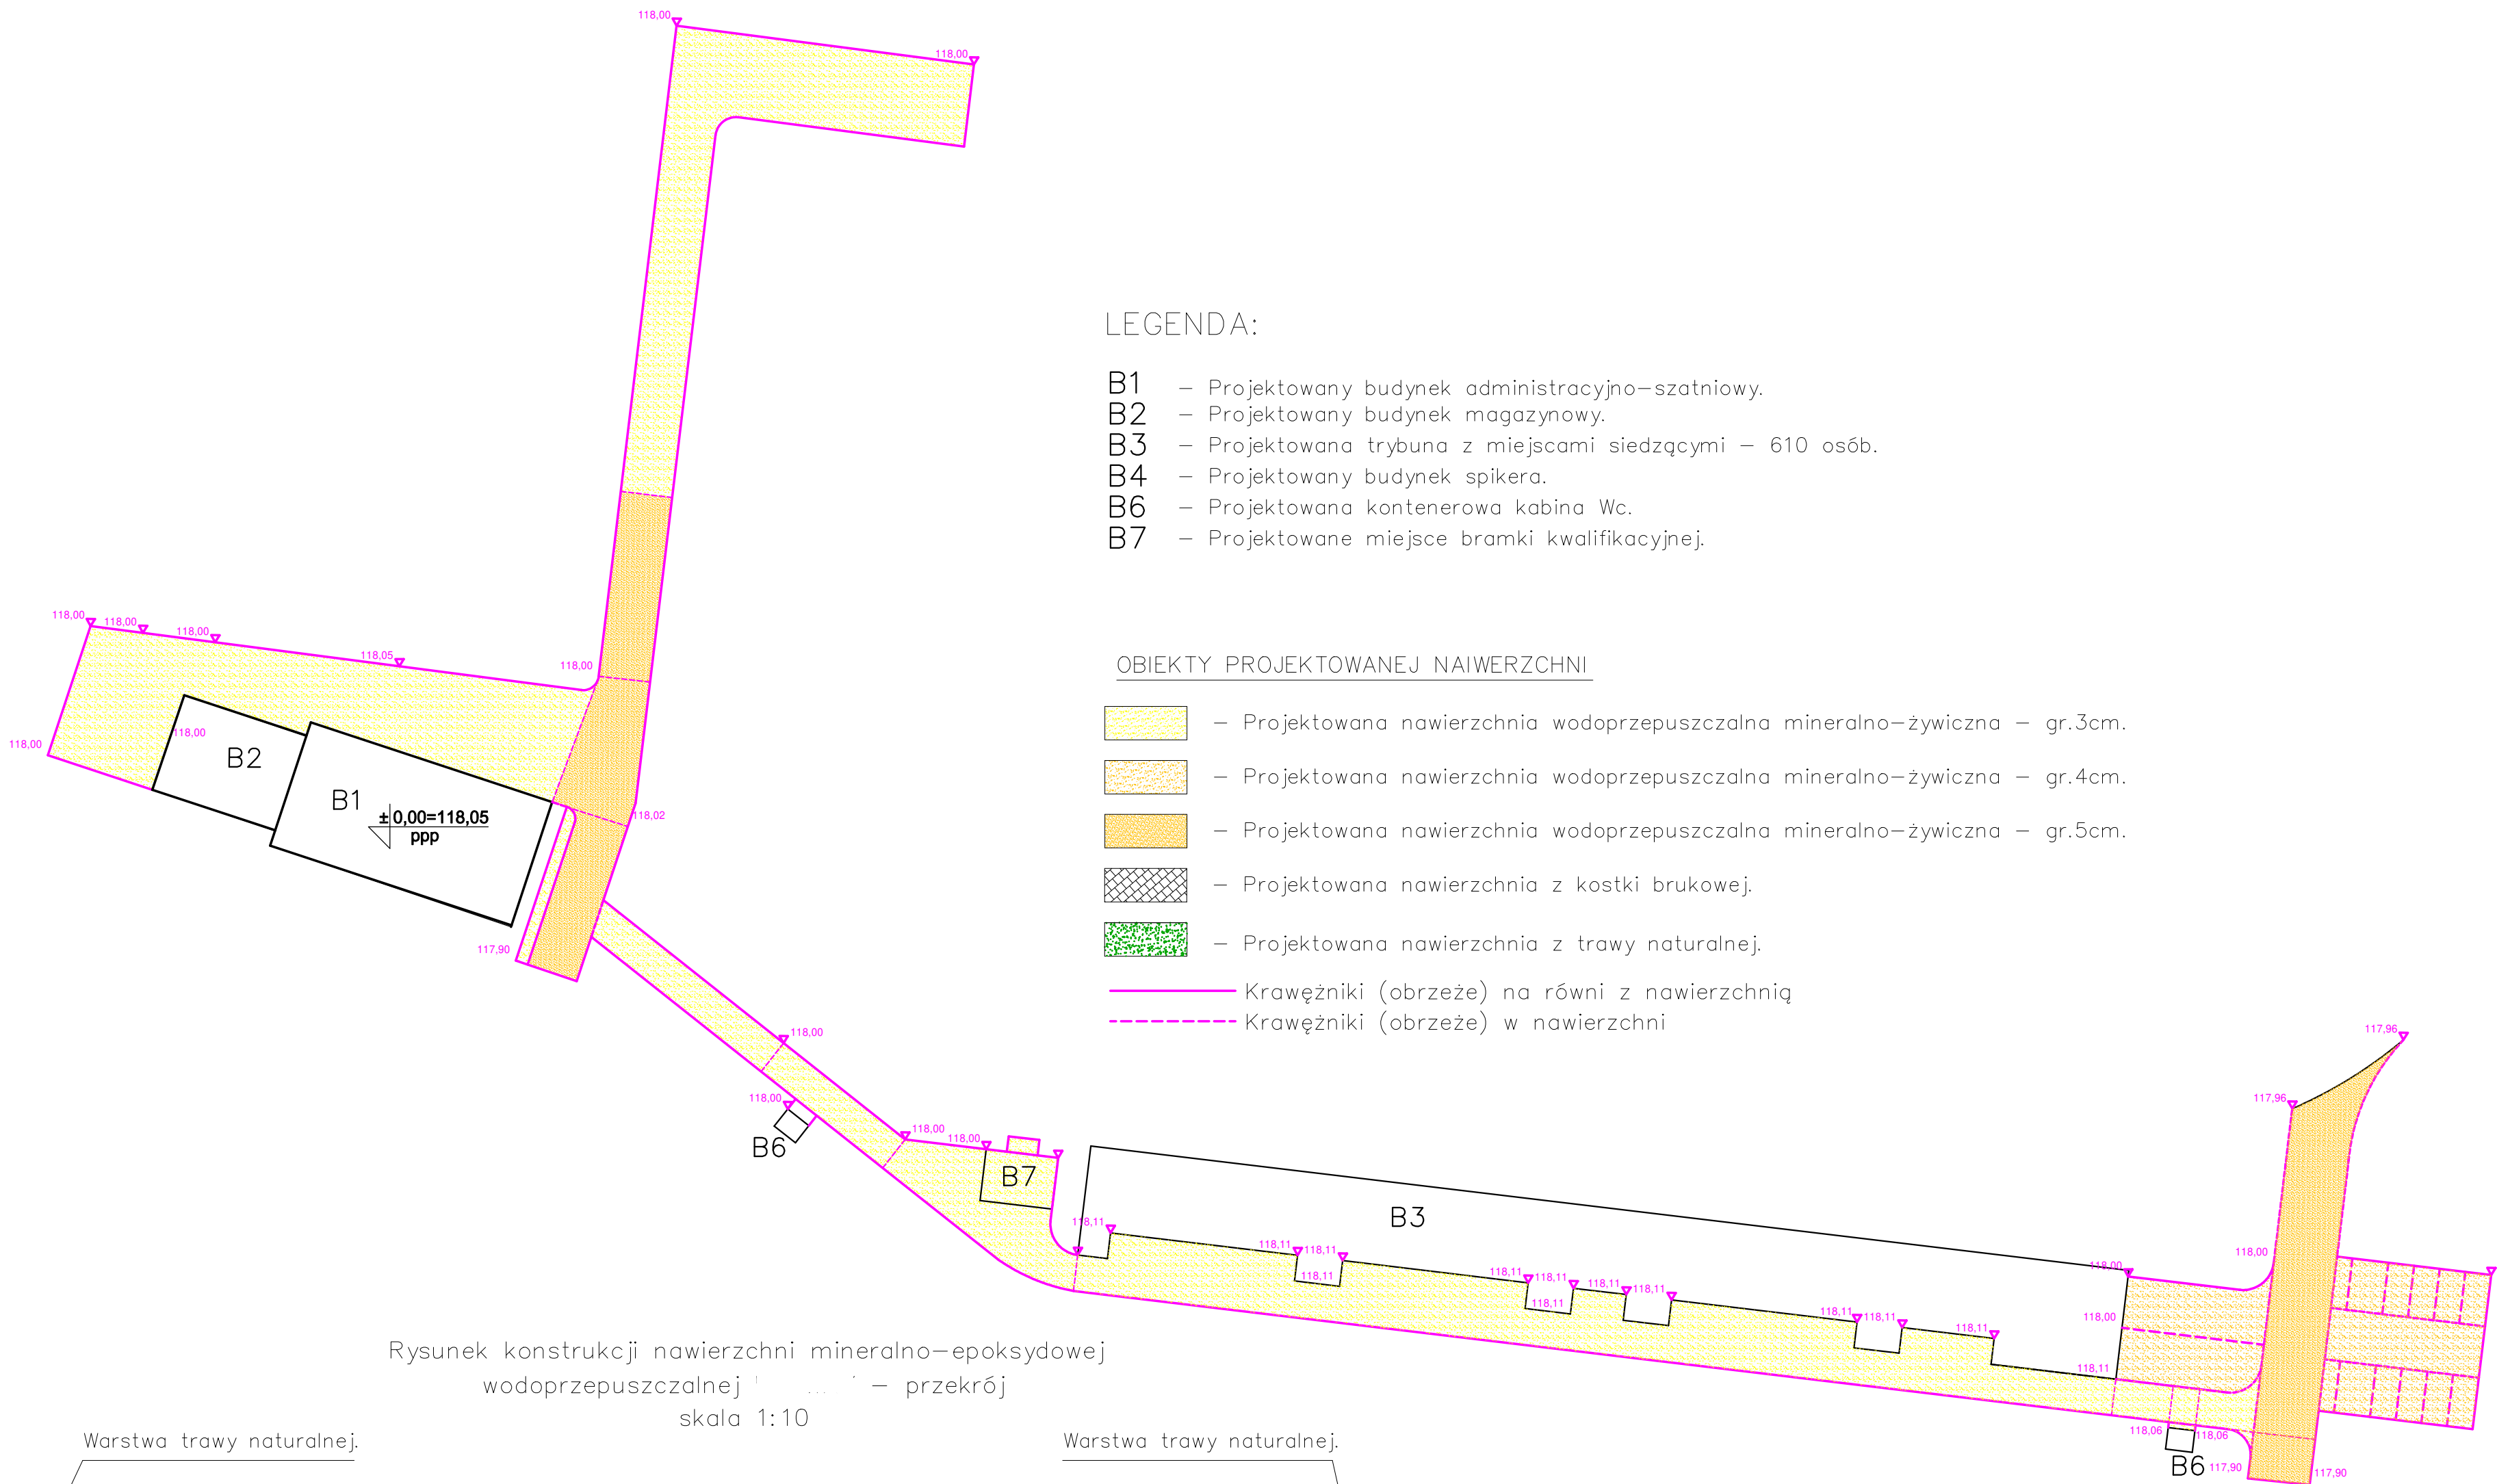 118,00
118,00
LEGENDA:
B1 – Projektowany budynek administracyjno–szatniowy.
B2 – Projektowany budynek magazynowy.
B3 – Projektowana trybuna z miejscami siedzącymi – 610 osób.
B4 – Projektowany budynek spikera.
B6 – Projektowana kontenerowa kabina Wc.
B7 – Projektowane miejsce bramki kwalifikacyjnej.
OBIEKTY PROJEKTOWANEJ NAIWERZCHNI
– Projektowana nawierzchnia wodoprzepuszczalna mineralno–żywiczna – gr.3cm.
– Projektowana nawierzchnia wodoprzepuszczalna mineralno–żywiczna – gr.4cm.
– Projektowana nawierzchnia wodoprzepuszczalna mineralno–żywiczna – gr.5cm.
– Projektowana nawierzchnia z kostki brukowej.
– Projektowana nawierzchnia z trawy naturalnej.
Krawężniki (obrzeże) na równi z nawierzchnią
Krawężniki (obrzeże) w nawierzchni
118,00
118,00
118,00
118,05
118,00
118,00
118,00
B2
B1
±0,00=118,05
ppp
118,02
117,90
118,00
118,00
B6
118,00
118,00
B7
B3
118,11
118,11
118,11
118,11
118,11
118,11
118,11
118,11
118,11
118,11
118,11
118,11
118,11
117,96
117,96
118,00
118,00
118,00
118,06
118,06
B6
117,90
117,90
Rysunek konstrukcji nawierzchni mineralno–epoksydowej
wodoprzepuszczalnej – przekrój
skala 1:10
Warstwa trawy naturalnej.
Warstwa trawy naturalnej.